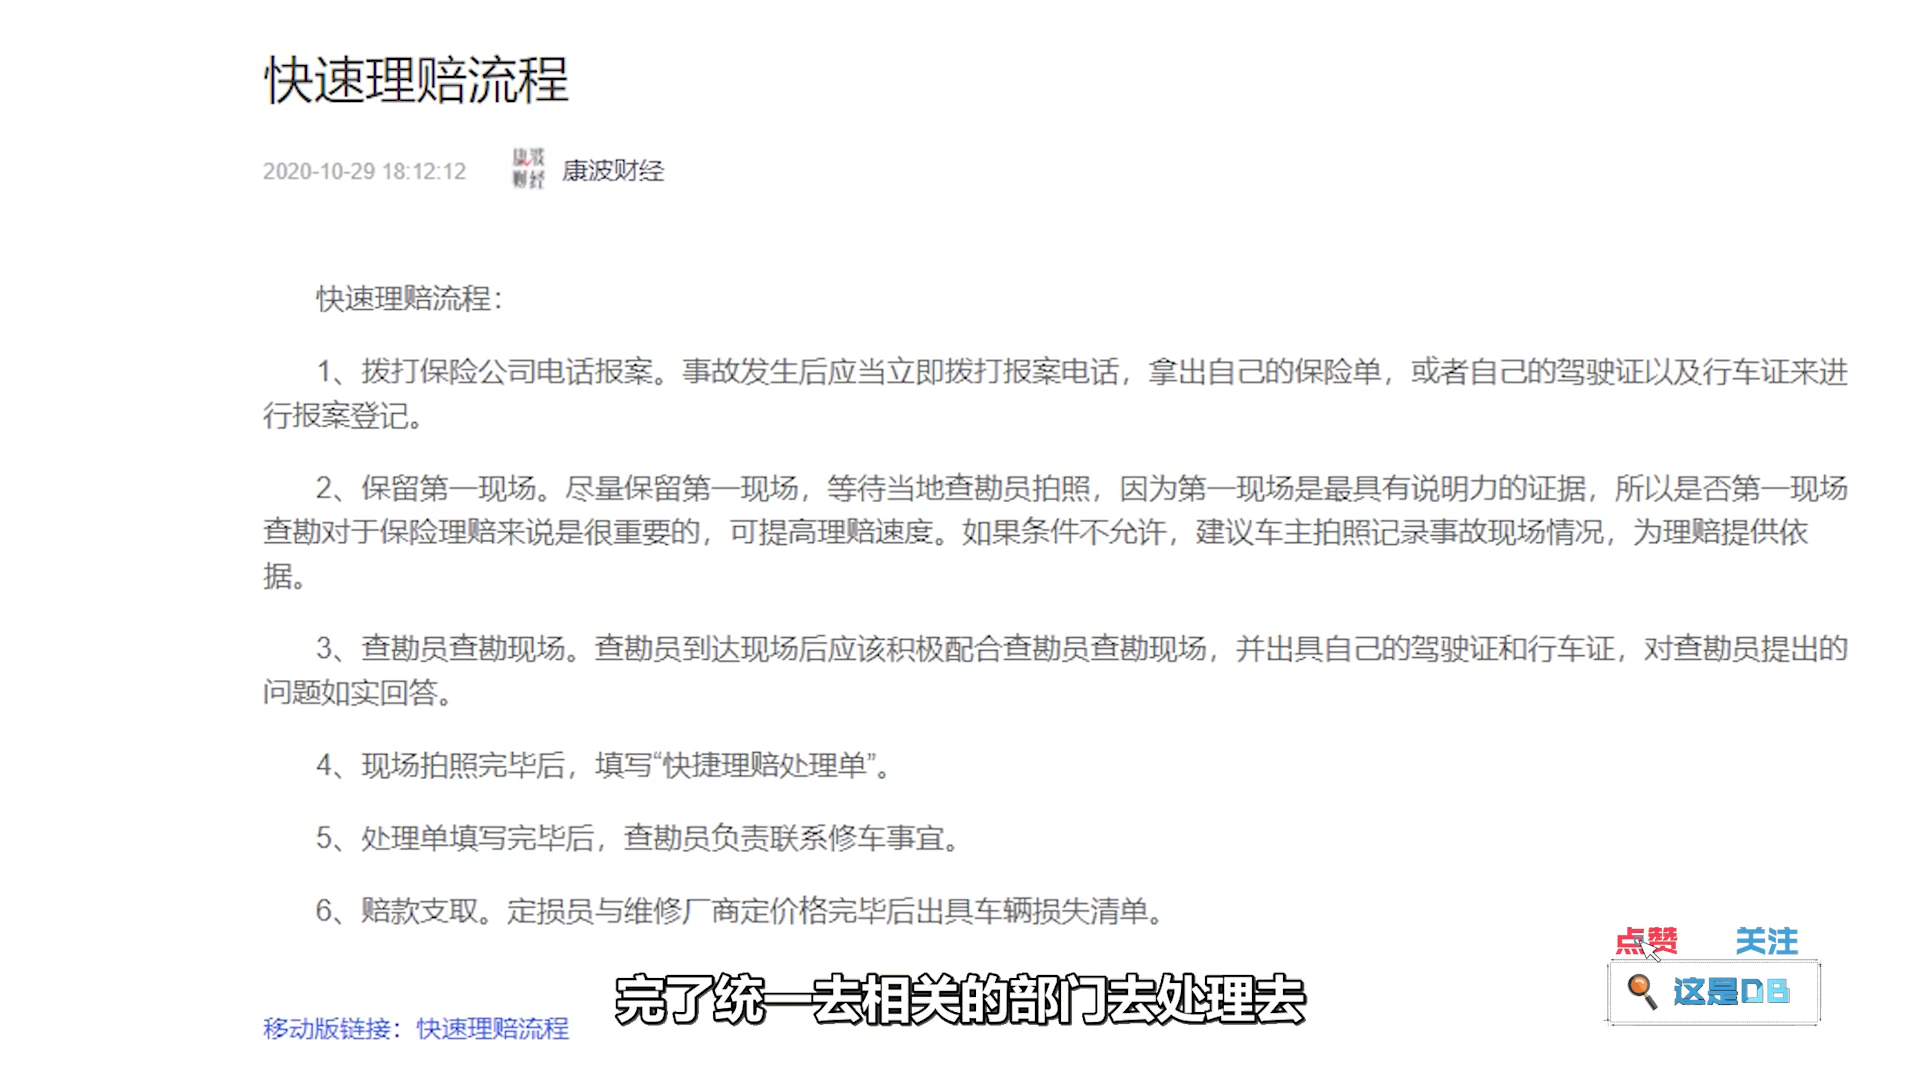 快速理赔流程
2020-10-29 18:12:12 康波财经 康波财经
快速理赔流程：
1、拨打保险公司电话报案。事故发生后应当立即拨打报案电话，拿出自己的保险单，或者自己的驾驶证以及行车证来进
行报案登记。
2、保留第一现场。尽量保留第一现场，等待当地查勘员拍照，因为第一现场是最具有说明力的证据，所以是否第一现场
查勘对于保险理赔来说是很重要的，可提高理赔速度。如果条件不允许，建议车主拍照记录事故现场情况，为理赔提供依
据。
3、查勘员查勘现场。查勘员到达现场后应该积极配合查勘员查勘现场，并出具自己的驾驶证和行车证，对查勘员提出的
问题如实回答。
4、现场拍照完毕后，填写“快捷理赔处理单”。
5、处理单填写完毕后，查勘员负责联系修车事宜。
6、赔款支取。定损员与维修厂商定价格完毕后出具车辆损失清单。
点赞 关注
这是DB
完了统一去相关的部门去处理去
移动版链接：快速理赔流程